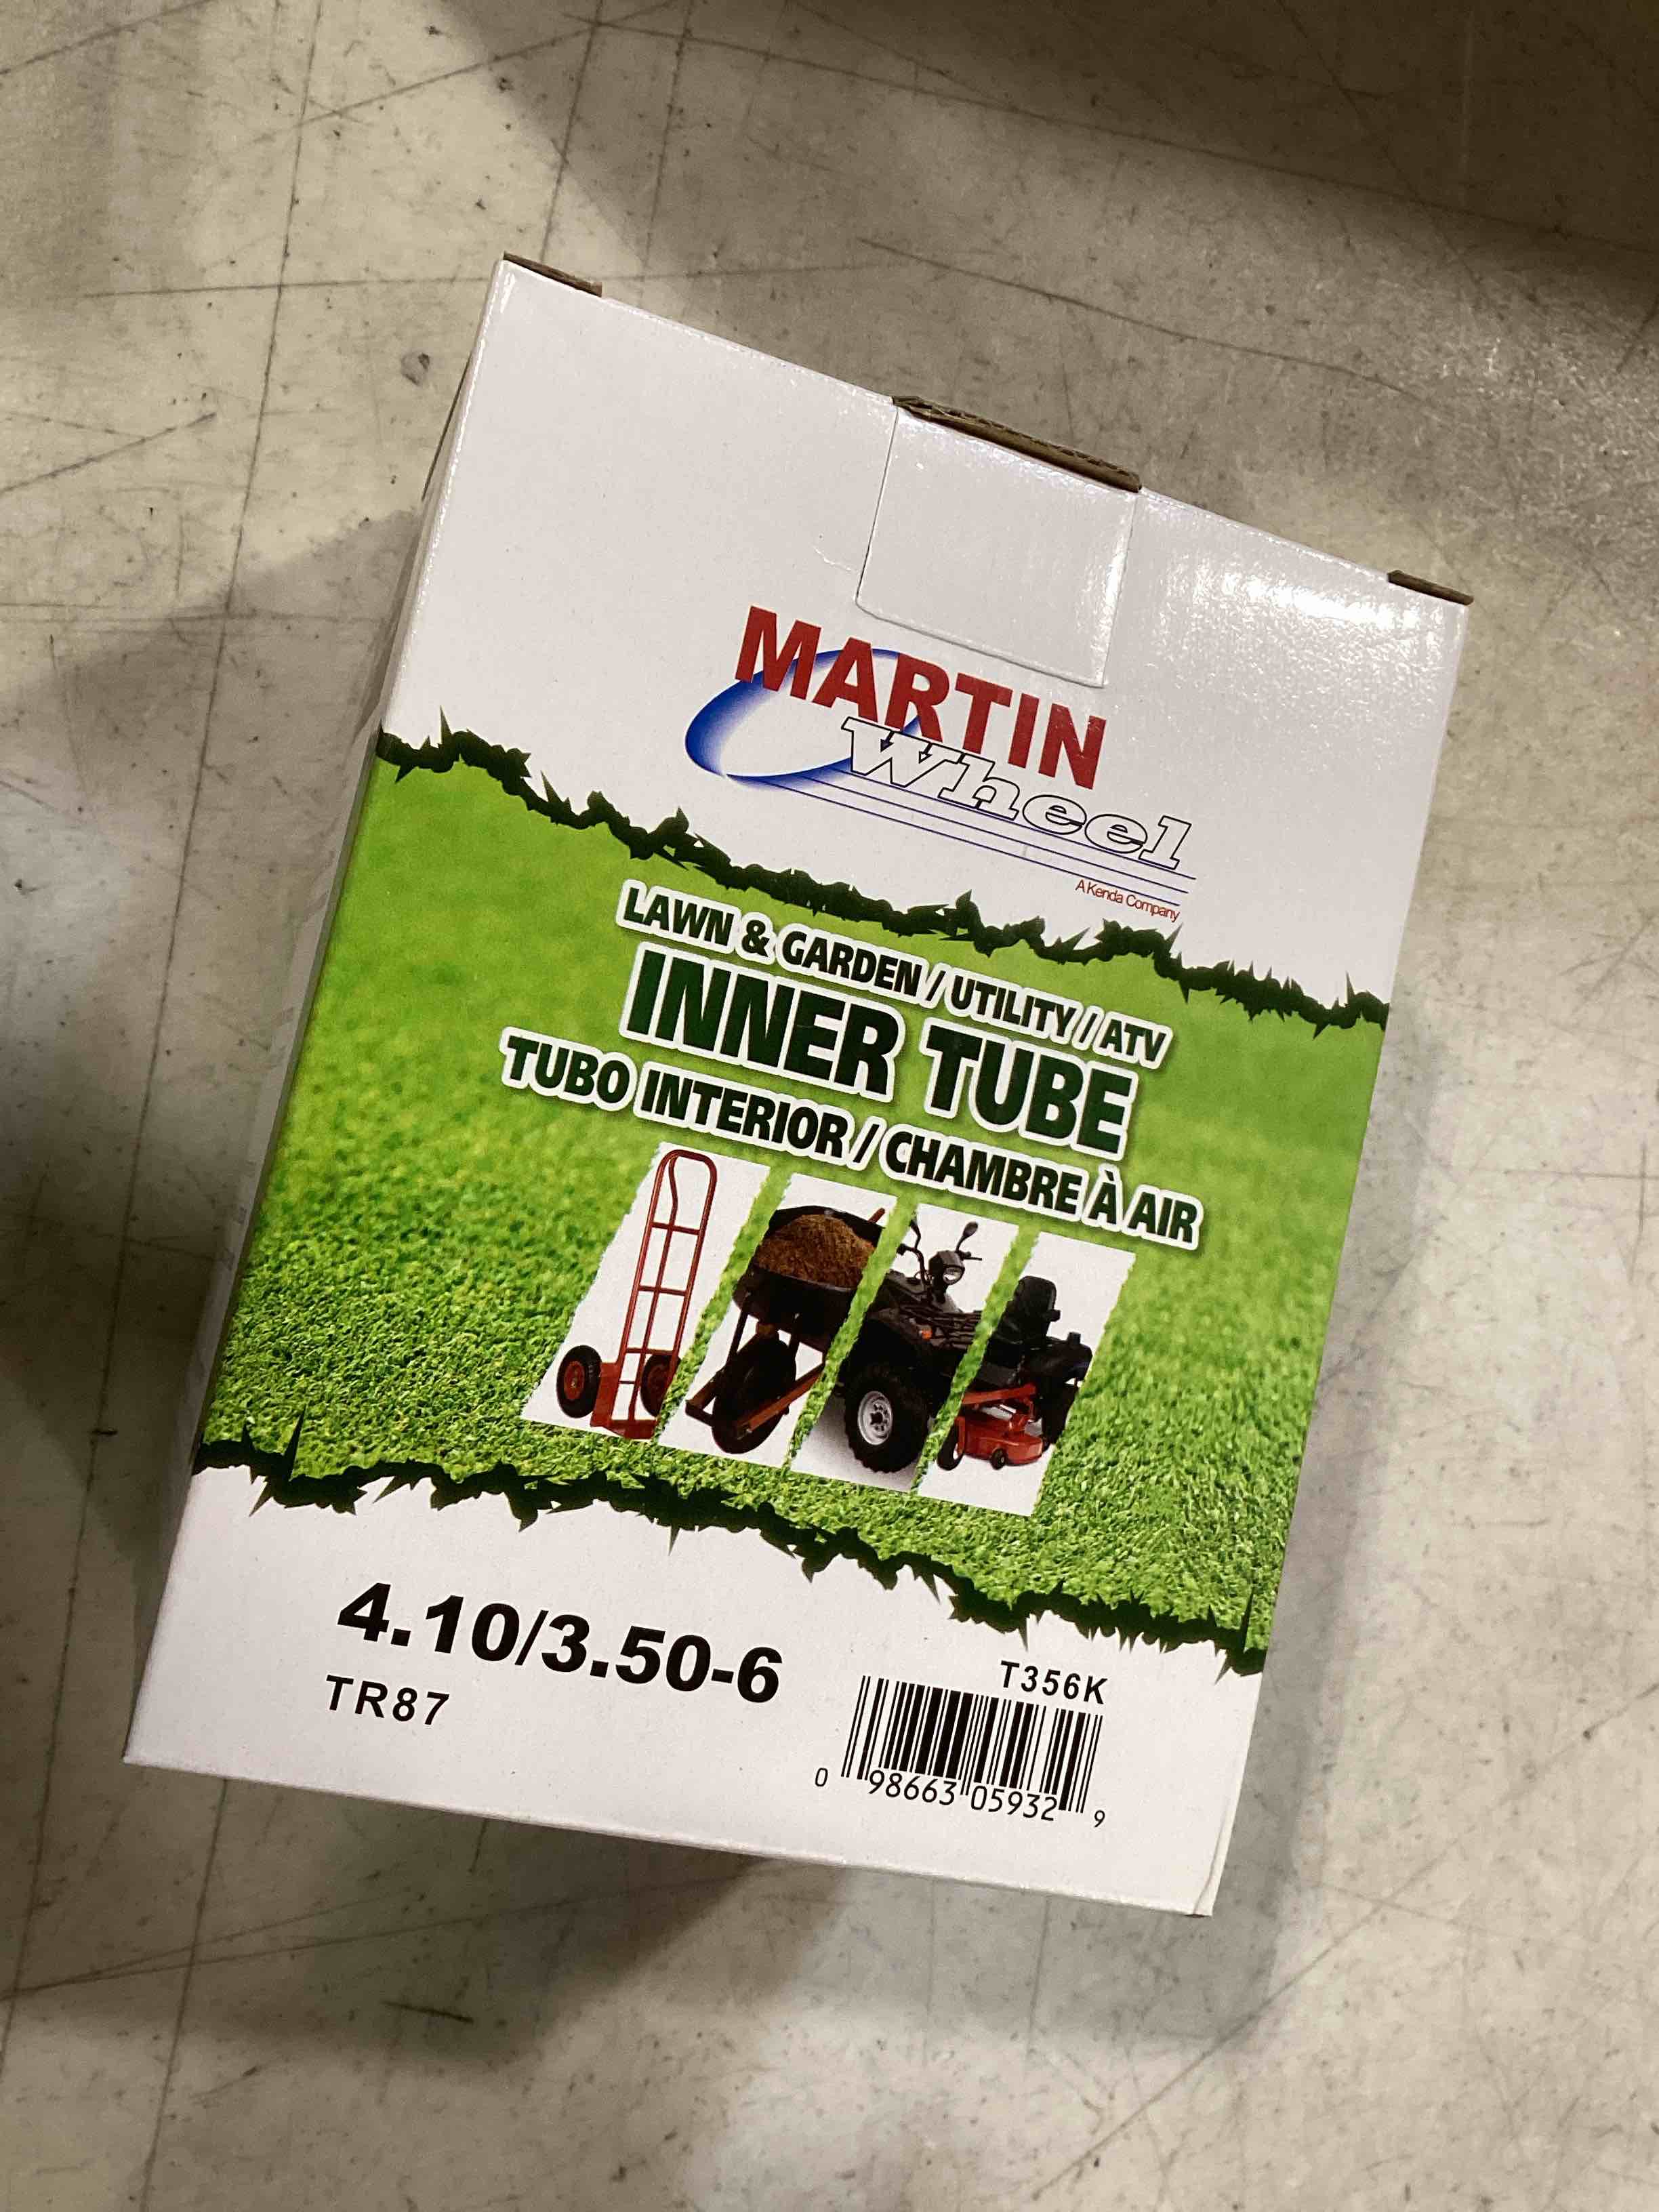 MARTIN
Wheel
A Kenda Company
LAWN & GARDEN / UTILITY / ATV
INNER TUBE
TUBO INTERIOR / CHAMBRE À AIR
4.10/3.50-6
TR87
T356K
0 98663 05932 9